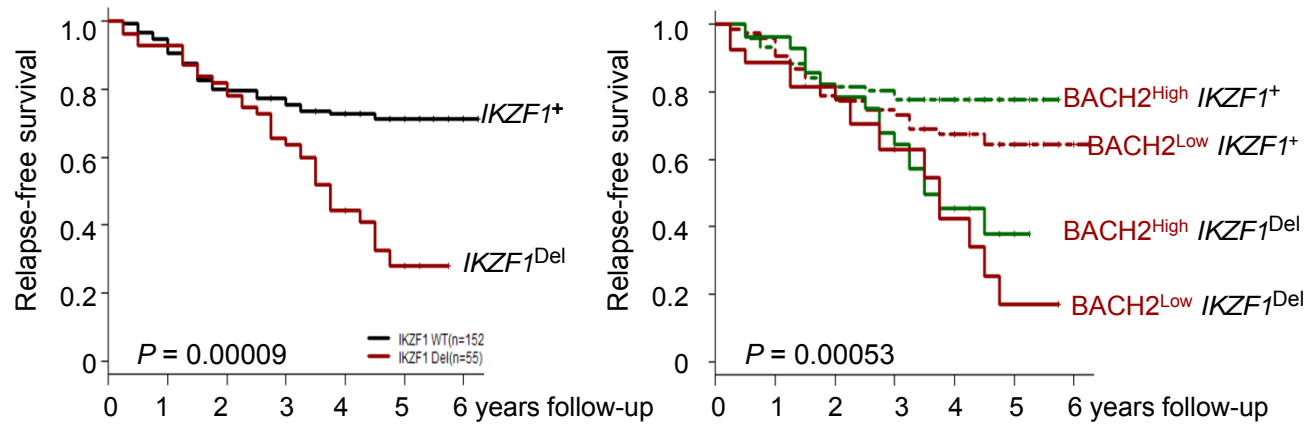 Relapse-free survival
1.0
0.8
0.6
0.4
0.2
0
IKZF1⁺
IKZF1ᴰᵉˡ
P = 0.00009
IKZF1 WT(n=152
IKZF1 Del(n=55)
0 1 2 3 4 5 6 years follow-up
Relapse-free survival
1.0
0.8
0.6
0.4
0.2
0
BACH2ᴴⁱᵍʰ IKZF1⁺
BACH2ᴸᵒʷ IKZF1⁺
BACH2ᴴⁱᵍʰ IKZF1ᴰᵉˡ
BACH2ᴸᵒʷ IKZF1ᴰᵉˡ
P = 0.00053
0 1 2 3 4 5 6 years follow-up